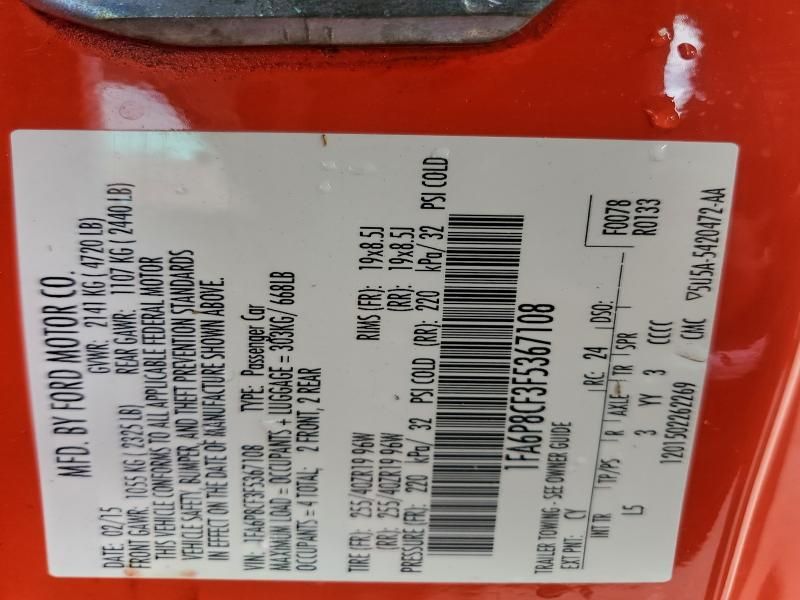 MFD. BY FORD MOTOR CO.
DATE: 02/15 GVWR: 2141 KG ( 4720 LB)
FRONT GAWR: 1055 KG ( 2325 LB) REAR GAWR: 1107 KG ( 2440 LB)
THIS VEHICLE CONFORMS TO ALL APPLICABLE FEDERAL MOTOR
VEHICLE SAFETY, BUMPER, AND THEFT PREVENTION STANDARDS
IN EFFECT ON THE DATE OF MANUFACTURE SHOWN ABOVE.
VIN: 1FA6P8CF3F5367108 TYPE: Passenger Car
MAXIMUM LOAD = OCCUPANTS + LUGGAGE = 303KG/ 668LB
OCCUPANTS = 4 TOTAL; 2 FRONT, 2 REAR
TIRE (FR): 255/40ZR19 96W RIMS (FR): 19x8.5J
(RR): 255/40ZR19 96W (RR): 19x8.5J
PRESSURE (FR): 220 kPa/ 32 PSI COLD (RR): 220 kPa/ 32 PSI COLD
1FA6P8CF3F5367108
TRAILER TOWING - SEE OWNER GUIDE F0078
EXT PNT: CY RC: 24 DSO: R0133
INT TR TP/PS R AXLE TR SPR
L5 3 YY 3 CCCC
1201502262269 CMC ▽5U5A-5420472-AA